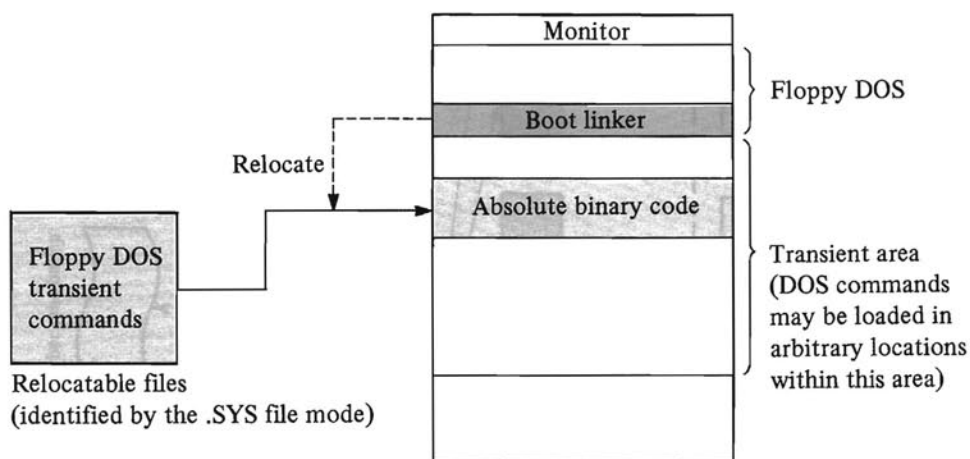 Monitor
Floppy DOS
Boot linker
Relocate
Absolute binary code
Floppy DOS
transient
commands
Transient area
(DOS commands
may be loaded in
arbitrary locations
within this area)
Relocatable files
(identified by the .SYS file mode)